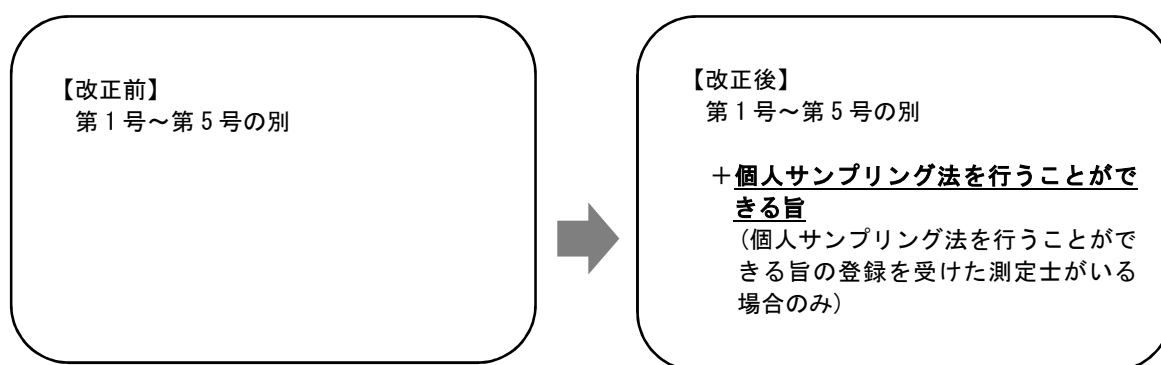 【改正前】
第1号～第5号の別
【改正後】
第1号～第5号の別
＋個人サンプリング法を行うことがで
きる旨
（個人サンプリング法を行うことがで
きる旨の登録を受けた測定士がいる
場合のみ）